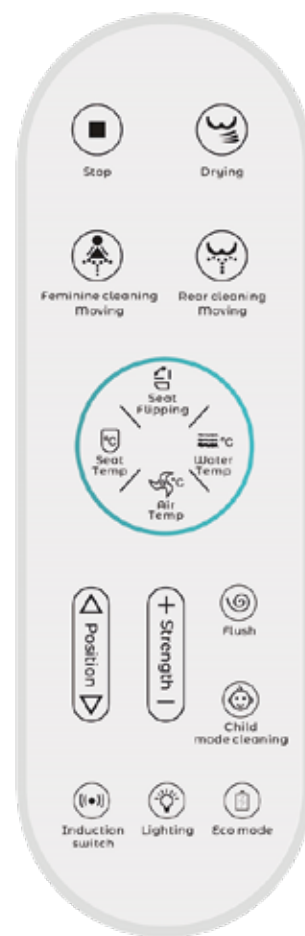 Stop
Drying
Feminine cleaning
Moving
Rear cleaning
Moving
Seat
Flipping
°C
Seat
Temp
°C
Water
Temp
°C
Air
Temp
Position
+ Strength −
Flush
Child
mode cleaning
Induction
switch
Lighting
Eco mode